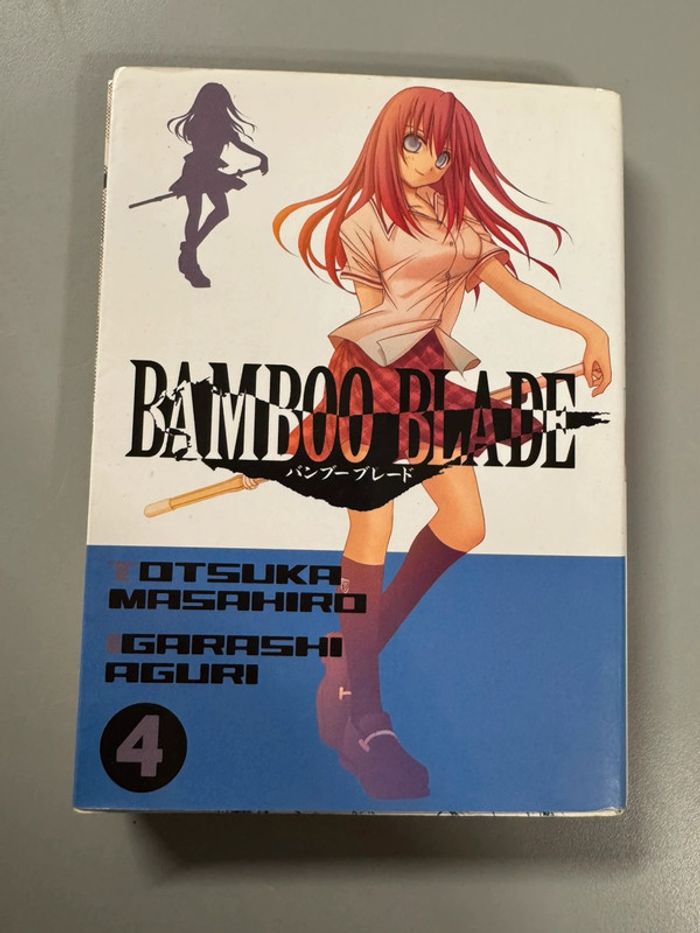 BAMBOO BLADE
バンブーブレード
TOTSUKA
MASAHIRO
IGARASHI
AGURI
4